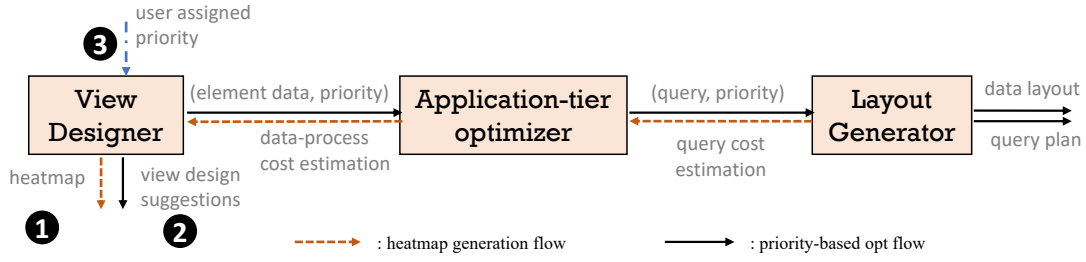 user assigned
priority
3
View
Designer
(element data, priority)
data-process
cost estimation
Application-tier
optimizer
(query, priority)
query cost
estimation
Layout
Generator
data layout
query plan
heatmap
view design
suggestions
1
2
: heatmap generation flow
: priority-based opt flow